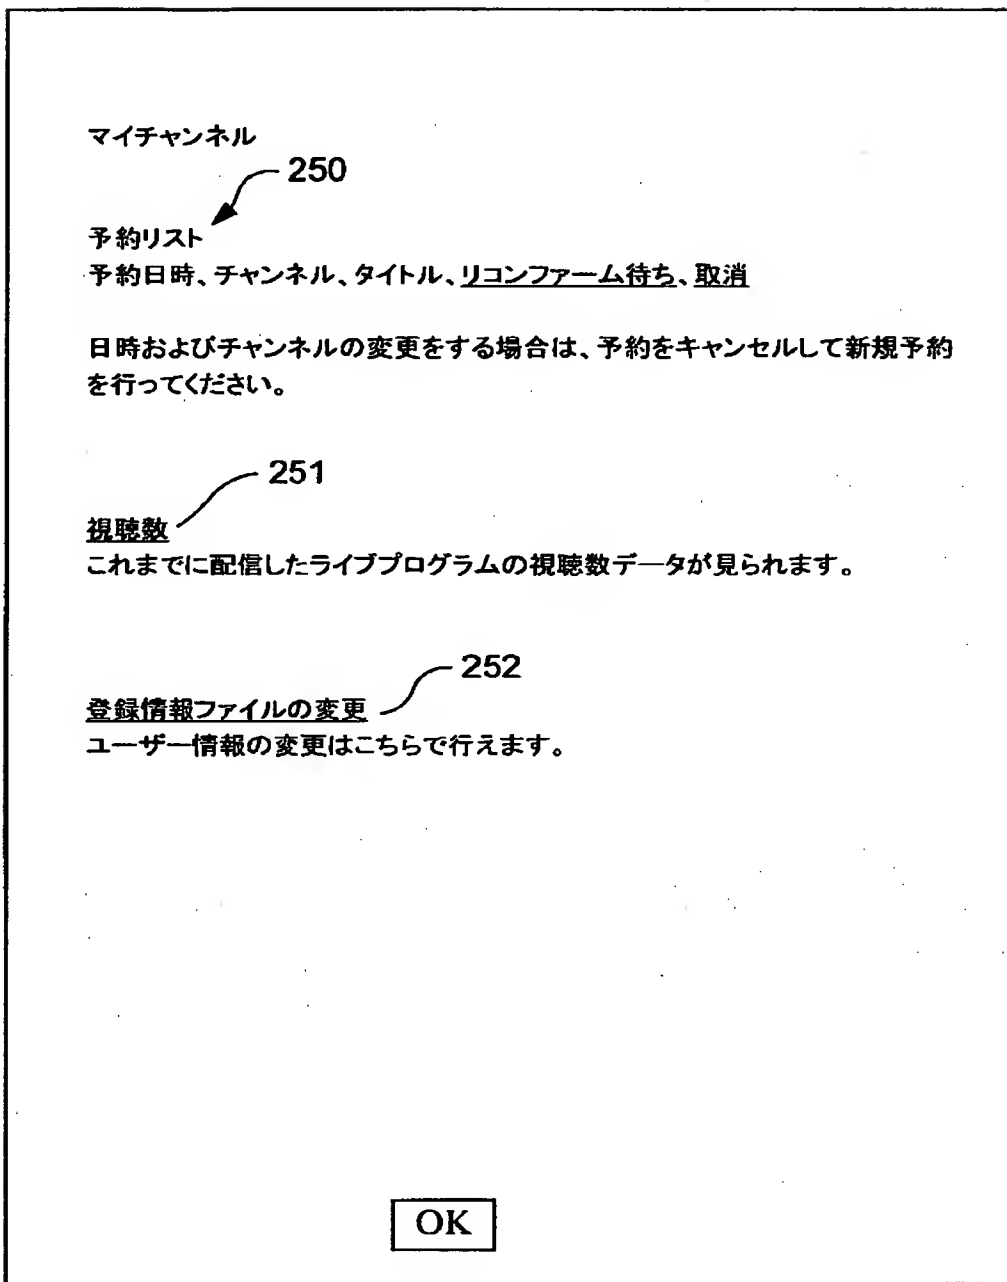 マイチャンネル
250
予約リスト
予約日時、チャンネル、タイトル、リコンファーム待ち、取消
日時およびチャンネルの変更をする場合は、予約をキャンセルして新規予約
を行ってください。
251
視聴数
これまでに配信したライブプログラムの視聴数データが見られます。
252
登録情報ファイルの変更
ユーザー情報の変更はこちらで行えます。
OK